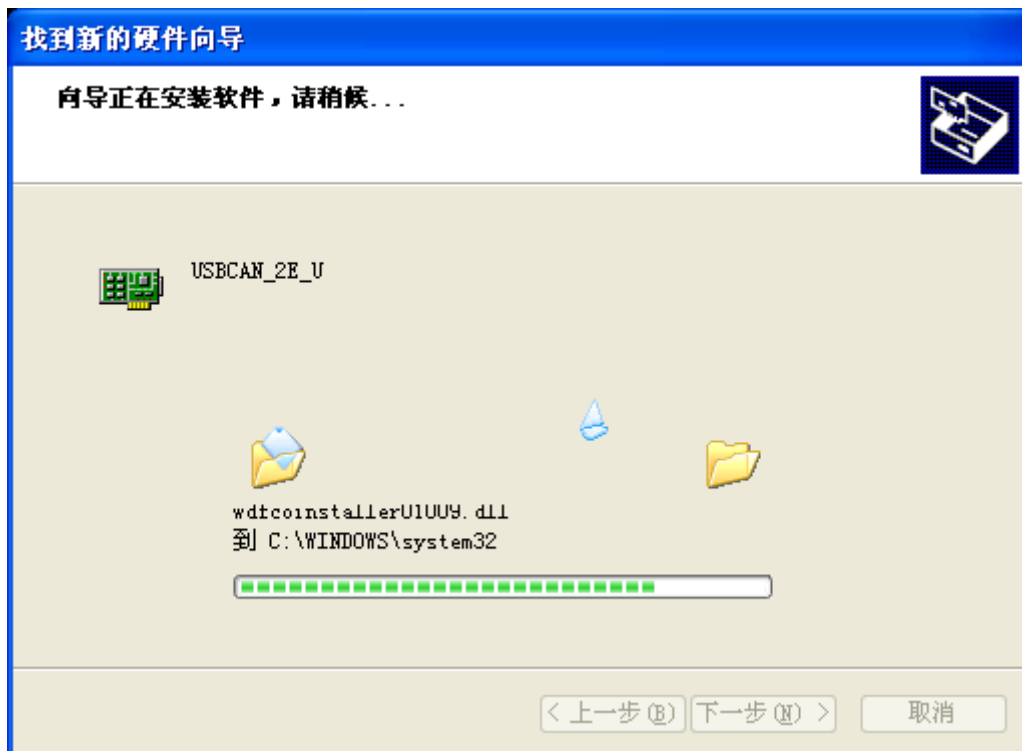 找到新的硬件向导
向导正在安装软件，请稍候...
USBCAN_2E_U
wdfcoinstaller01009.dll
到 C:\WINDOWS\system32
< 上一步(B) 下一步(N) > 取消